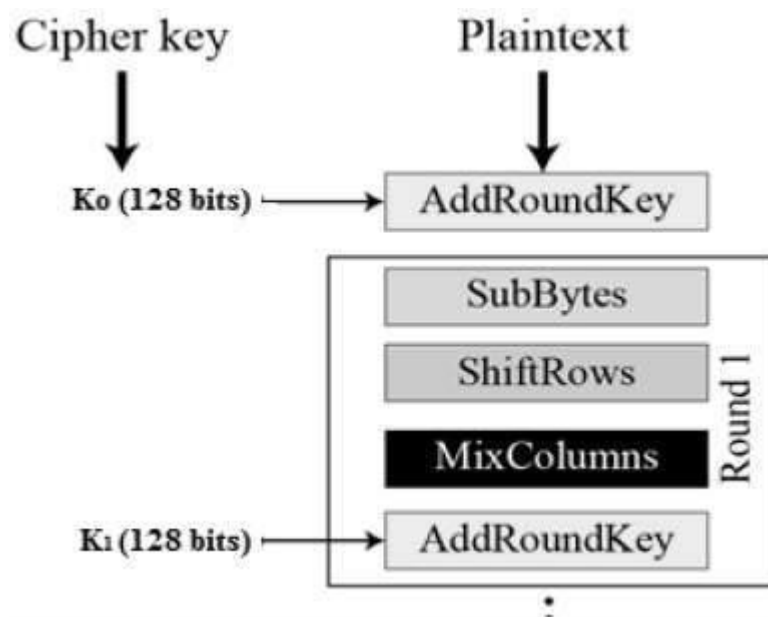 Cipher key
Plaintext
K0 (128 bits)
AddRoundKey
SubBytes
ShiftRows
MixColumns
Round 1
K1 (128 bits)
AddRoundKey